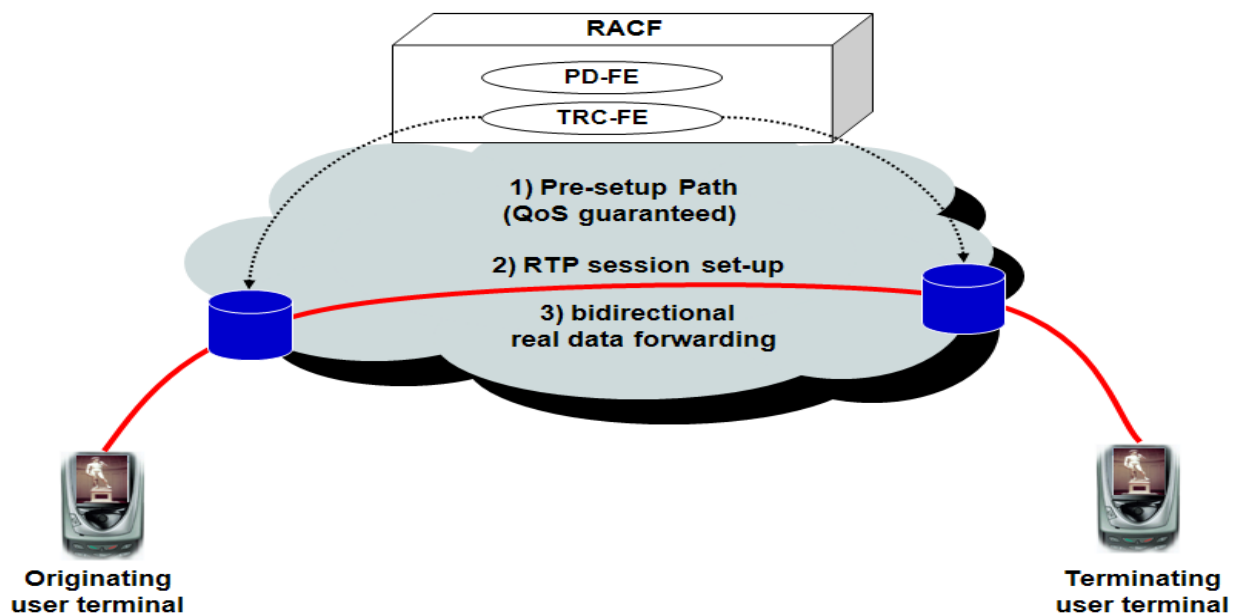 RACF
PD-FE
TRC-FE
1) Pre-setup Path
(QoS guaranteed)
2) RTP session set-up
3) bidirectional
real data forwarding
Originating
user terminal
Terminating
user terminal